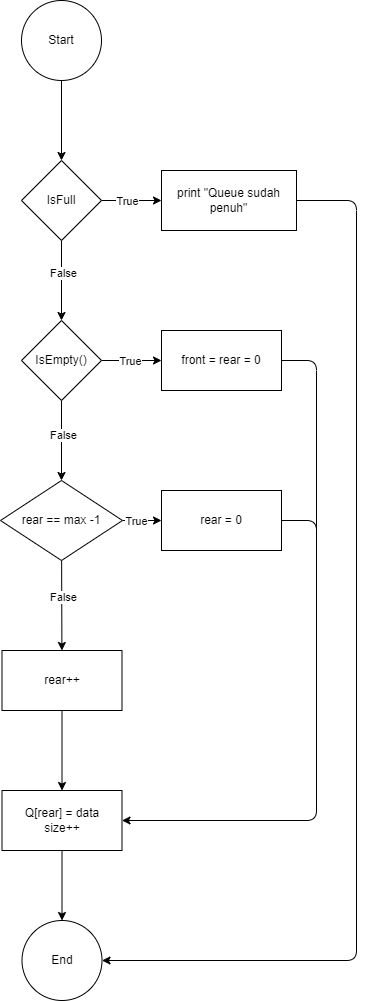 Start
IsFull
True
print "Queue sudah
penuh"
False
IsEmpty()
True
front = rear = 0
False
rear == max -1
True
rear = 0
False
rear++
Q[rear] = data
size++
End